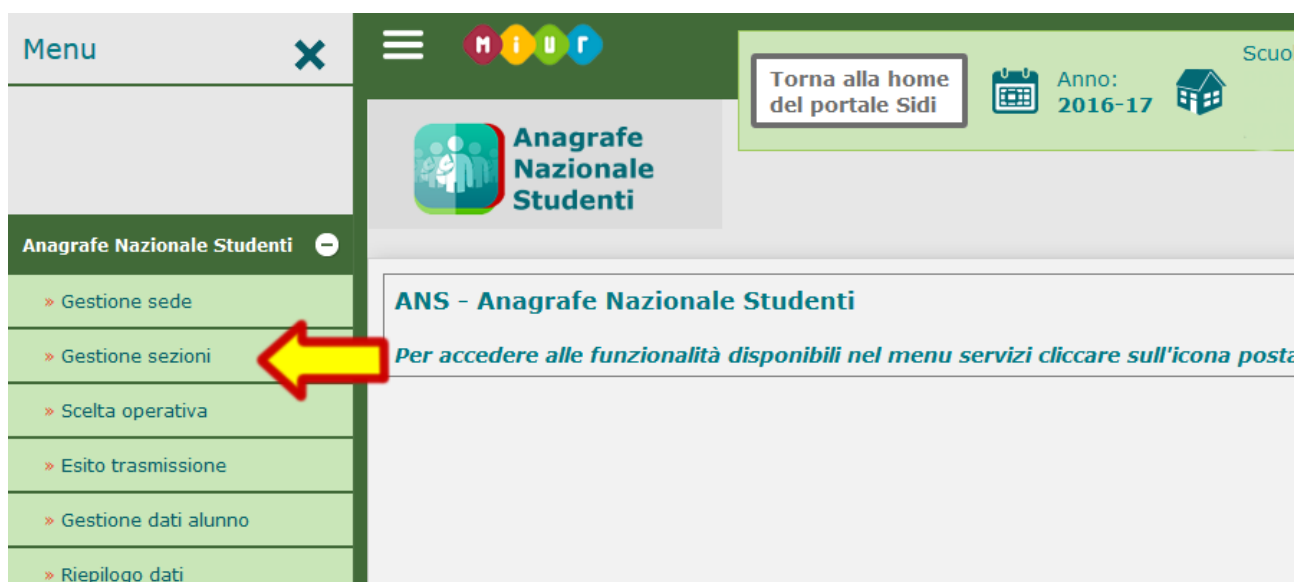 Menu
MIUr
Torna alla home
del portale Sidi
Anno:
2016-17
Scuo
Anagrafe
Nazionale
Studenti
Anagrafe Nazionale Studenti
» Gestione sede
» Gestione sezioni
» Scelta operativa
» Esito trasmissione
» Gestione dati alunno
» Riepilogo dati
ANS - Anagrafe Nazionale Studenti
Per accedere alle funzionalità disponibili nel menu servizi cliccare sull'icona posta